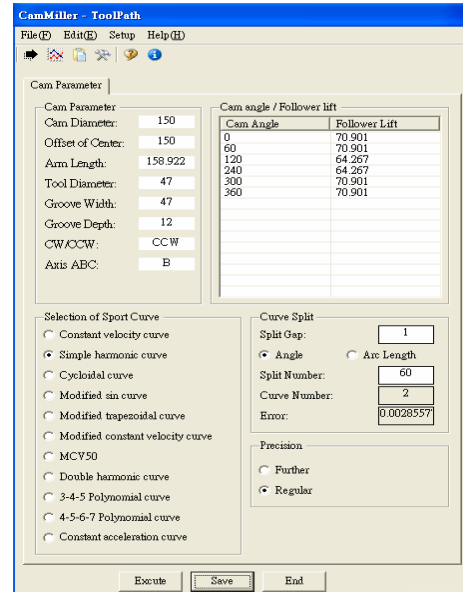 CamMiller - ToolPath
File(F) Edit(E) Setup Help(H)
Cam Parameter
Cam Parameter
Cam Diameter: 150
Offset of Center: 150
Arm Length: 158.922
Tool Diameter: 47
Groove Width: 47
Groove Depth: 12
CW/CCW: CCW
Axis ABC: B
Cam angle / Follower lift
Cam Angle Follower Lift
0 70.901
60 70.901
120 64.267
240 64.267
300 70.901
360 70.901
Selection of Sport Curve
Constant velocity curve
Simple harmonic curve
Cycloidal curve
Modified sin curve
Modified trapezoidal curve
Modified constant velocity curve
MCV50
Double harmonic curve
3-4-5 Polynomial curve
4-5-6-7 Polynomial curve
Constant acceleration curve
Curve Split
Split Gap: 1
Angle Arc Length
Split Number: 60
Curve Number: 2
Error: 0.0028557
Precision
Further
Regular
Excute Save End